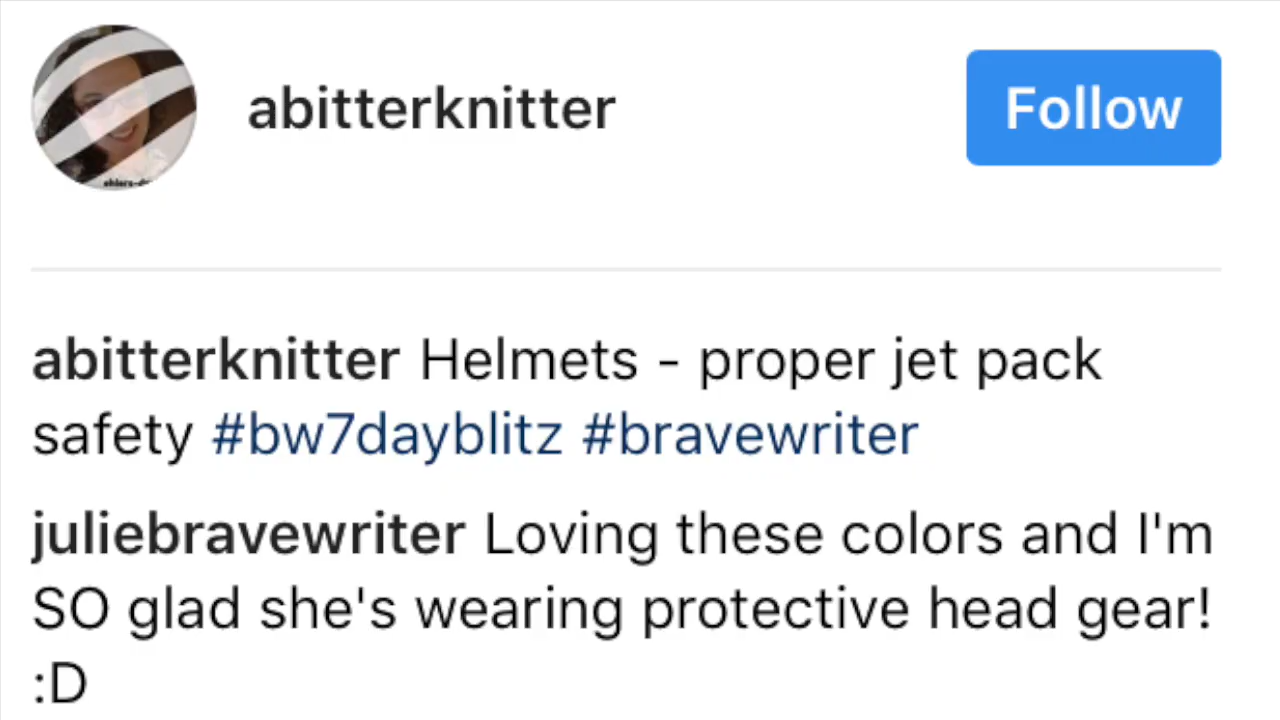 abitterknitter
Follow
abitterknitter Helmets - proper jet pack
safety #bw7dayblitz #bravewriter
juliebravewriter Loving these colors and I'm
SO glad she's wearing protective head gear!
:D